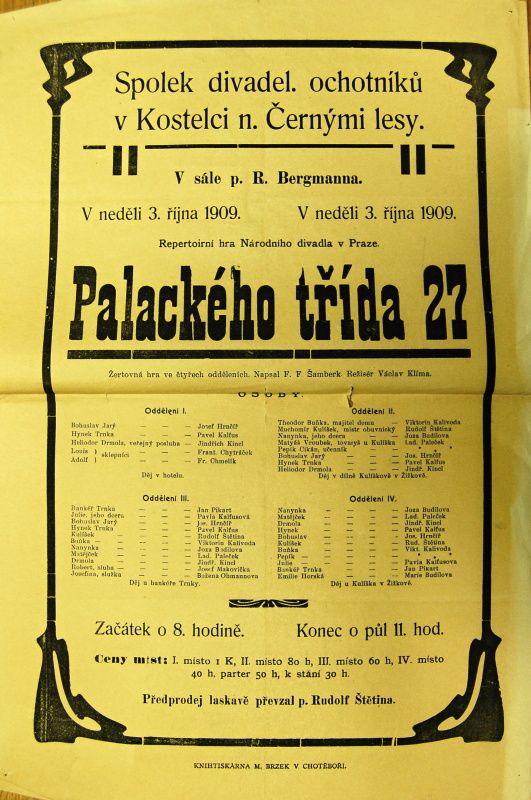 Spolek divadel. ochotníků
v Kostelci n. Černými lesy.
V sále p. R. Bergmanna.
V neděli 3. října 1909. V neděli 3. října 1909.
Repertoirní hra Národního divadla v Praze.
Palackého třída 27
Žertovná hra ve čtyřech odděleních. Napsal F. F. Šamberk. Režisér Václav Klíma.
OSOBY:
Oddělení I.
Bohuslav Jarý — — — Josef Hrnčíř
Hynek Trnka — — — Pavel Kalfus
Heliodor Drmola, veřejný posluha — Jindřich Kincl
Louis ) sklepníci — — Frant. Chytráček
Adolf ) — — Fr. Chmelík
Děj v hotelu.
Oddělení II.
Theodor Buňka, majitel domu — Viktorin Kalivoda
Mochomír Kulíšek, mistr obuvnický Rudolf Štětina
Nanynka, jeho dcera — — Joza Budilova
Matyáš Vroubek, tovaryš u Kulíška Lad. Paleček
Pepík Cikán, učenník — — " "
Bohuslav Jarý — — — Jos. Hrnčíř
Hynek Trnka — — — Pavel Kalfus
Heliodor Drmola — — — Jindř. Kincl
Děj v dílně Kulíškově v Žižkově.
Oddělení III.
Bankéř Trnka — — — Jan Pikart
Julie, jeho dcera — — — Pavla Kalfusová
Bohuslav Jarý — — — Jos. Hrnčíř
Hynek Trnka — — — Pavel Kalfus
Kulíšek — — — Rudolf Štětina
Buňka — — — Viktorin Kalivoda
Nanynka — — — Joza Budilova
Matějček — — — Lad. Paleček
Drmola — — — Jindř. Kincl
Robert, sluha — — — Josef Makovička
Josefina, služka — — — Božena Ohmannova
Děj u bankéře Trnky.
Oddělení IV.
Nanynka — — — Joza Budilova
Matějček — — — Lad. Paleček
Drmola — — — Jindř. Kincl
Hynek — — — Pavel Kalfus
Bohuslav — — — Jos. Hrnčíř
Kulíšek — — — Rud. Štětina
Buňka — — — Vikt. Kalivoda
Pepík — — — " "
Julie — — — Pavla Kalfusova
Bankéř Trnka — — — Jan Pikart
Emilie Horská — — — Marie Budilova
Děj u Kulíška v Žižkově.
Začátek o 8. hodině. Konec o půl 11. hod.
Ceny míst: I. místo 1 K, II. místo 80 h, III. místo 60 h, IV. místo
40 h, parter 50 h, k stání 30 h.
Předprodej laskavě převzal p. Rudolf Štětina.
KNIHTISKÁRNA M. BRZEK V CHOTĚBOŘI.